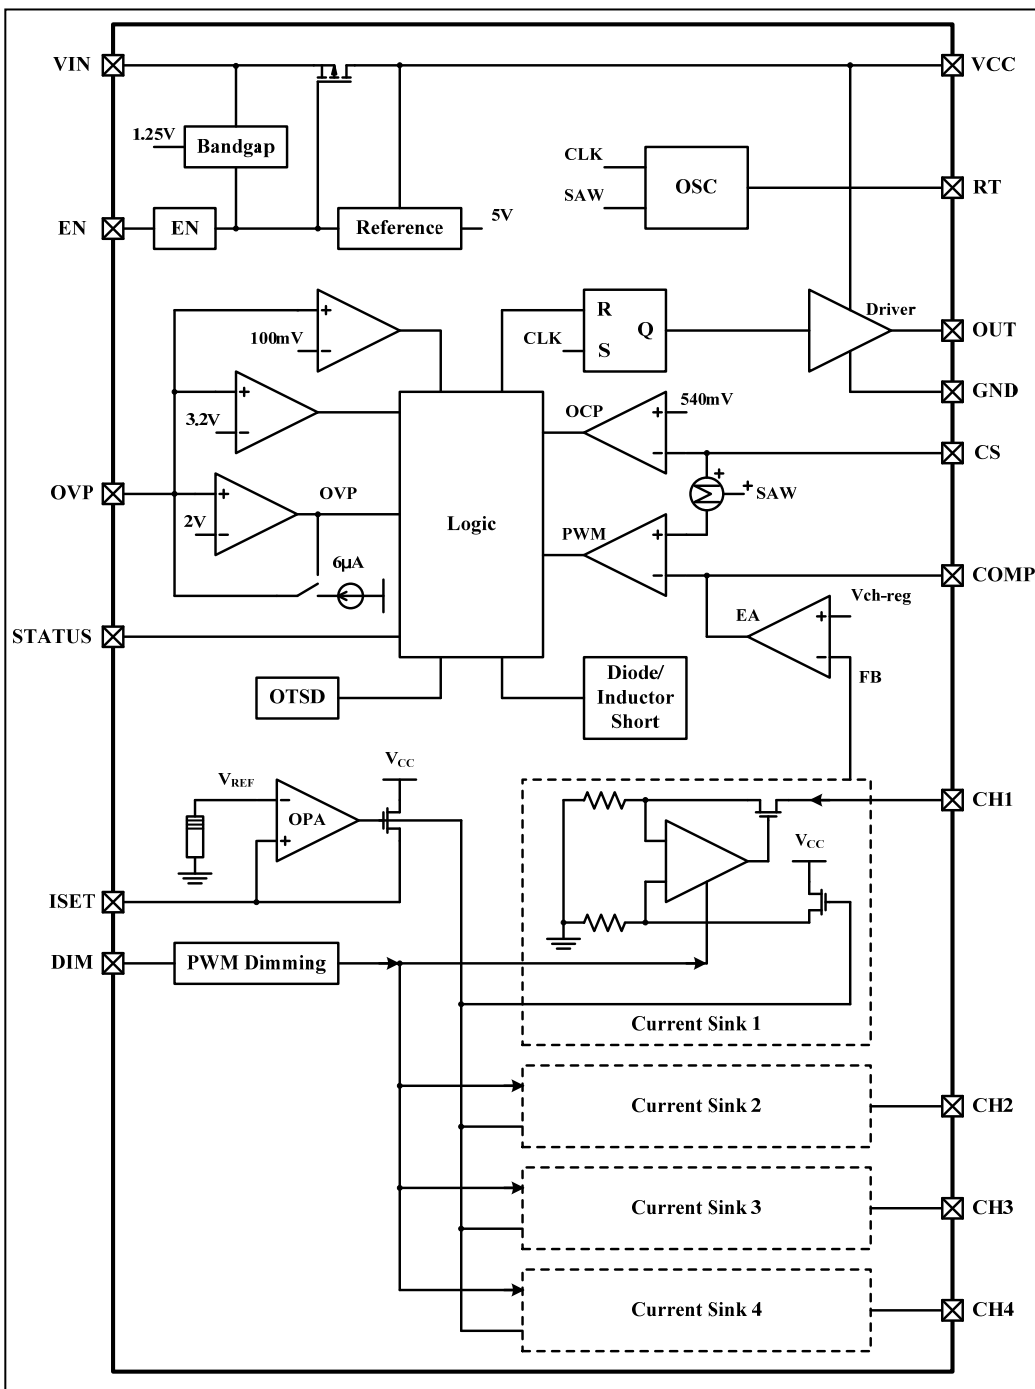 VIN
VCC
1.25V
Bandgap
CLK
OSC
SAW
RT
EN
EN
Reference
5V
R
Q
S
CLK
Driver
OUT
100mV
GND
3.2V
OCP
540mV
CS
OVP
OVP
2V
Logic
SAW
PWM
6µA
COMP
Vch-reg
EA
STATUS
FB
OTSD
Diode/
Inductor
Short
VCC
VREF
OPA
CH1
VCC
ISET
DIM
PWM Dimming
Current Sink 1
Current Sink 2
CH2
Current Sink 3
CH3
Current Sink 4
CH4